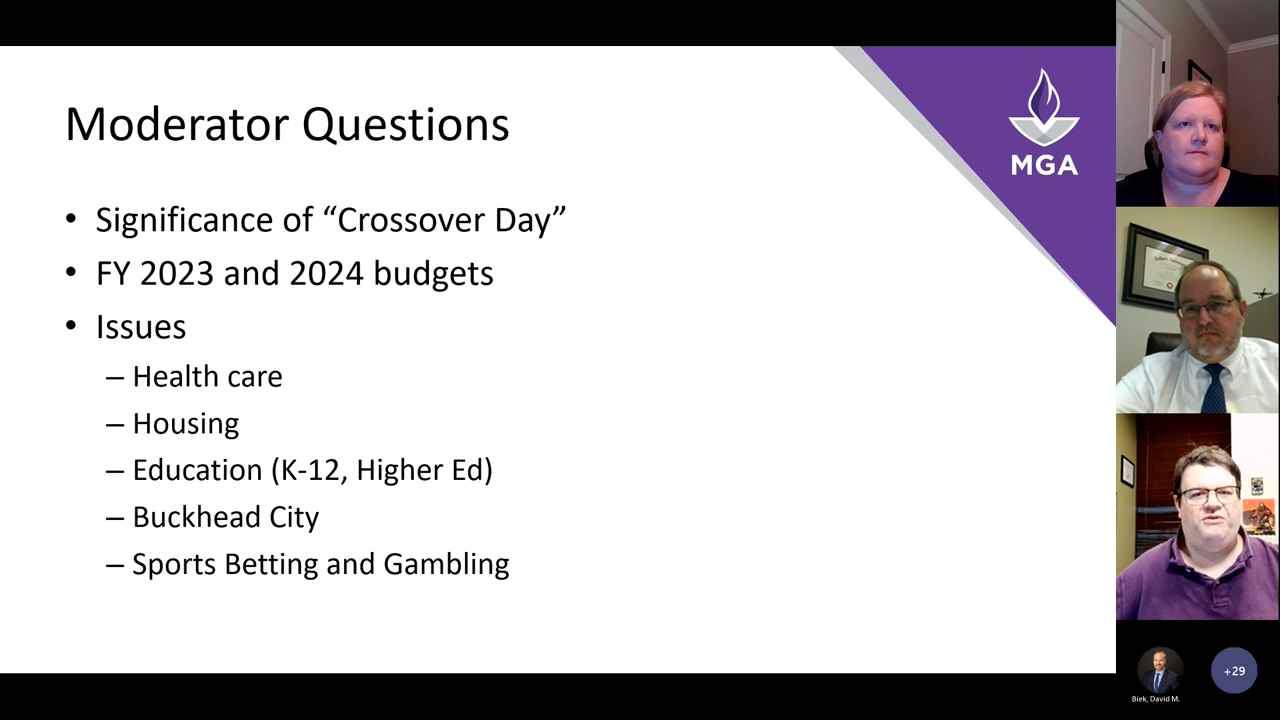 Moderator Questions
MGA
• Significance of “Crossover Day”
• FY 2023 and 2024 budgets
• Issues
– Health care
– Housing
– Education (K-12, Higher Ed)
– Buckhead City
– Sports Betting and Gambling
Biek, David M.
+29